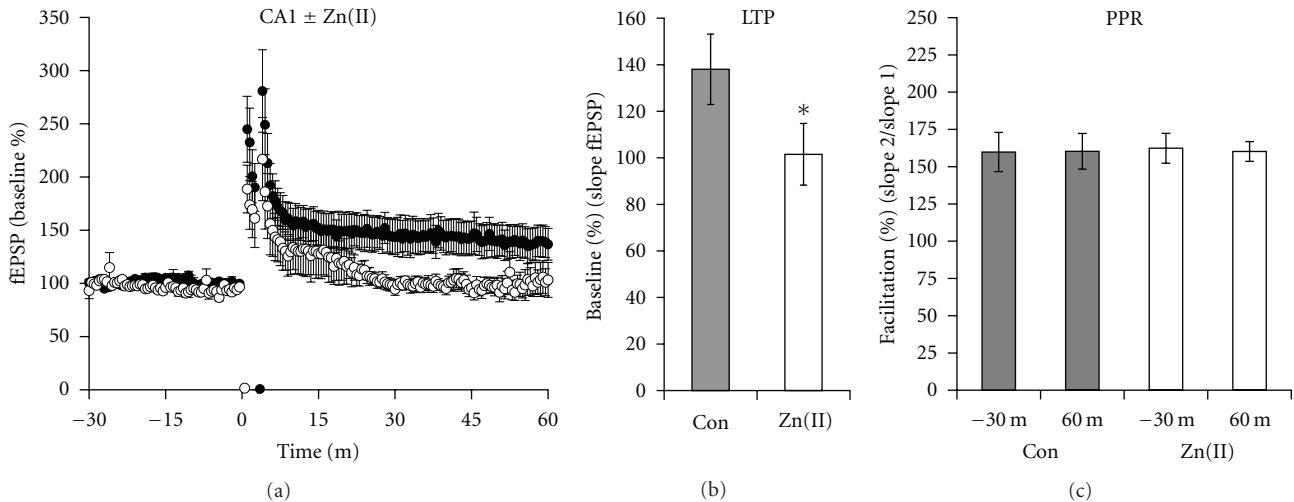 CA1 ± Zn(II)
fEPSP (baseline %)
350
300
250
200
150
100
50
0
−30
−15
0
15
30
45
60
Time (m)
(a)
LTP
Baseline (%) (slope fEPSP)
160
140
120
100
80
60
40
20
0
*
Con
Zn(II)
(b)
PPR
Facilitation (%) (slope 2/slope 1)
250
225
200
175
150
125
100
75
50
25
0
−30 m
60 m
−30 m
60 m
Con
Zn(II)
(c)